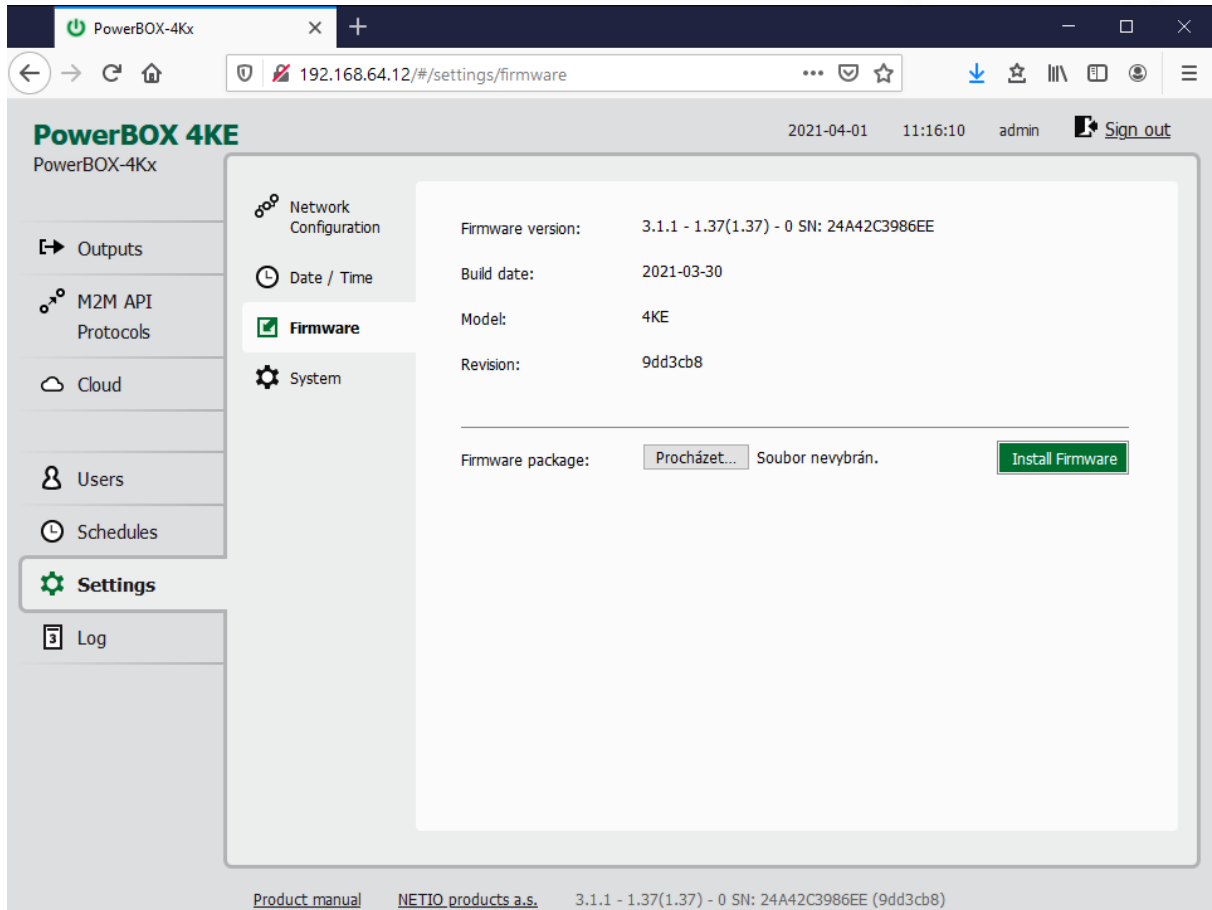 PowerBOX-4Kx
192.168.64.12/#/settings/firmware
PowerBOX 4KE
2021-04-01 11:16:10 admin Sign out
PowerBOX-4Kx
Outputs
M2M API
Protocols
Cloud
Users
Schedules
Settings
3 Log
Network
Configuration
Date / Time
Firmware
System
Firmware version: 3.1.1 - 1.37(1.37) - 0 SN: 24A42C3986EE
Build date: 2021-03-30
Model: 4KE
Revision: 9dd3cb8
Firmware package: Procházet... Soubor nevybrán. Install Firmware
Product manual NETIO products a.s. 3.1.1 - 1.37(1.37) - 0 SN: 24A42C3986EE (9dd3cb8)